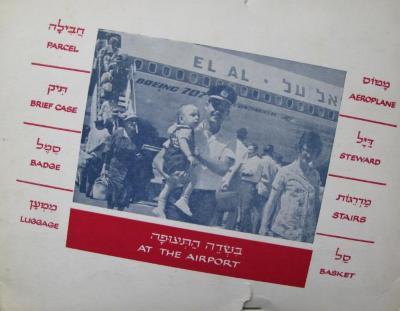 חֲבִילָה
PARCEL
תִּיק
BRIEF CASE
סֵמֶל
BADGE
מִטְעָן
LUGGAGE
EL AL · אל על
BOEING 707
מָטוֹס
AEROPLANE
דַּיָּל
STEWARD
מַדְרֵגוֹת
STAIRS
סַל
BASKET
בִּשְׂדֵה הַתְּעוּפָה
AT THE AIRPORT